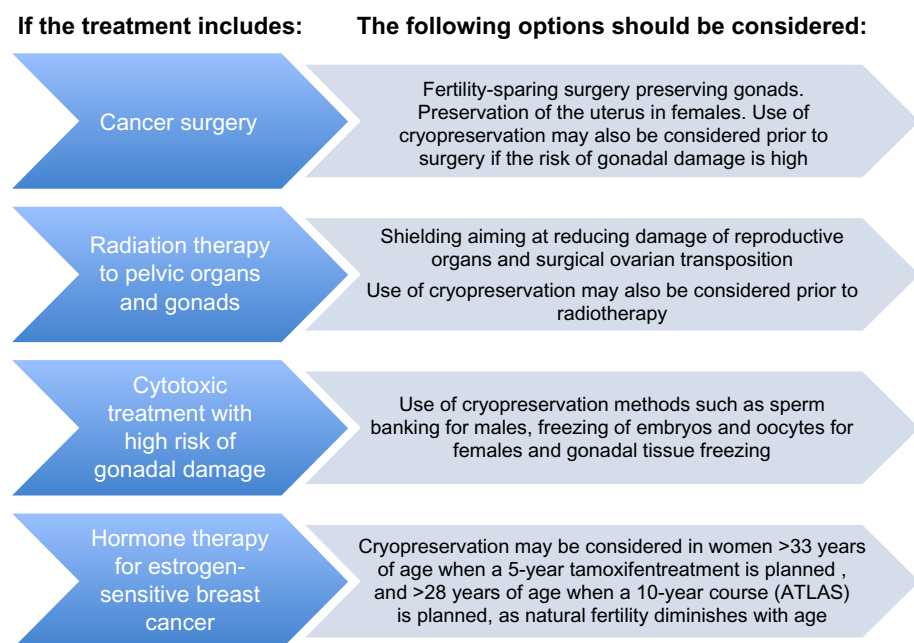 If the treatment includes:
The following options should be considered:
Cancer surgery
Fertility-sparing surgery preserving gonads.
Preservation of the uterus in females. Use of
cryopreservation may also be considered prior to
surgery if the risk of gonadal damage is high
Radiation therapy
to pelvic organs
and gonads
Shielding aiming at reducing damage of reproductive
organs and surgical ovarian transposition
Use of cryopreservation may also be considered prior to
radiotherapy
Cytotoxic
treatment with
high risk of
gonadal damage
Use of cryopreservation methods such as sperm
banking for males, freezing of embryos and oocytes for
females and gonadal tissue freezing
Hormone therapy
for estrogen-
sensitive breast
cancer
Cryopreservation may be considered in women >33 years
of age when a 5-year tamoxifentreatment is planned ,
and >28 years of age when a 10-year course (ATLAS)
is planned, as natural fertility diminishes with age